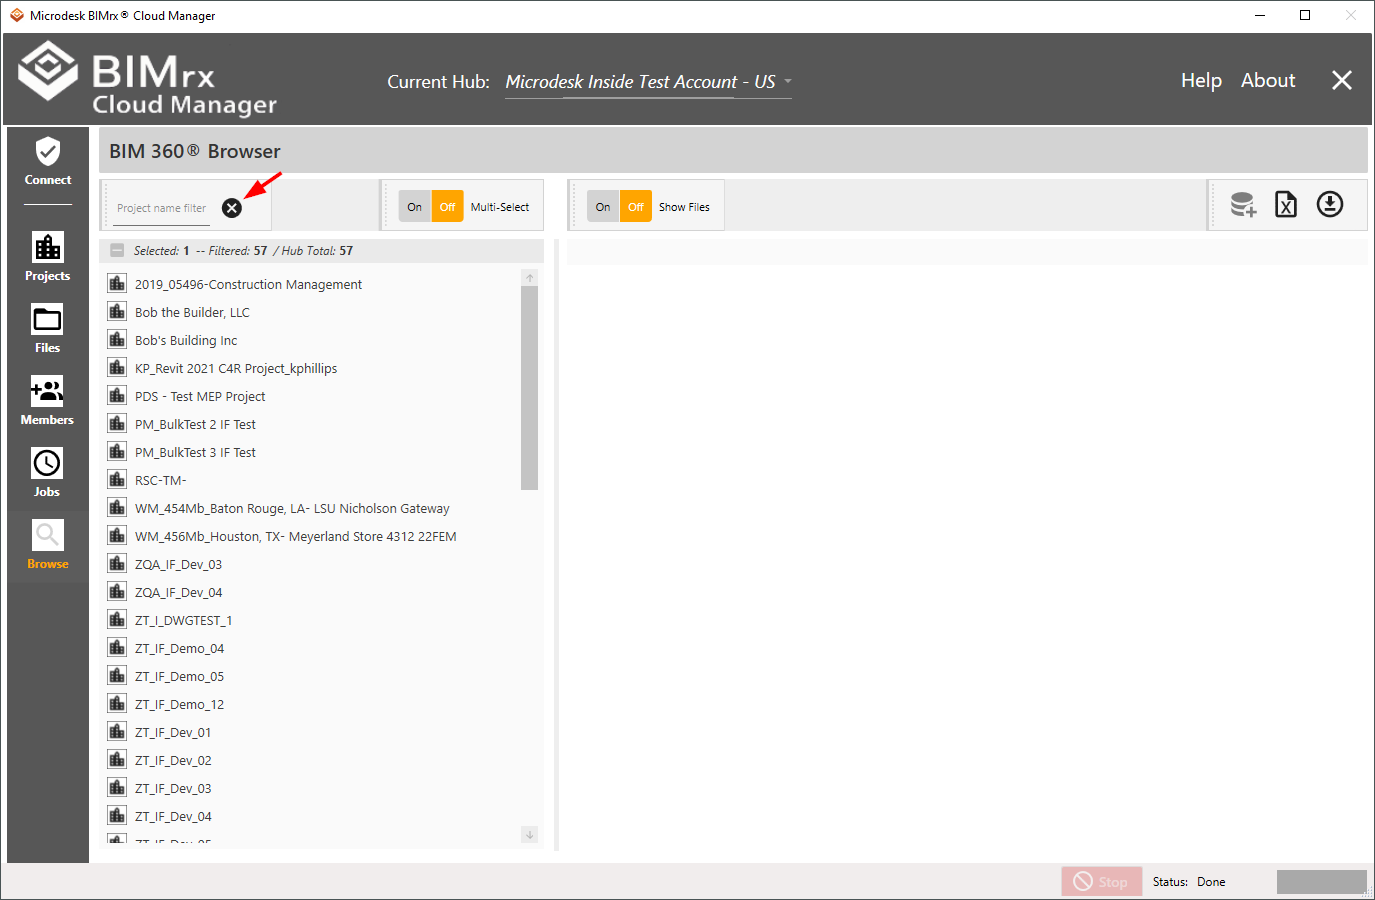 Microdesk BIMrx® Cloud Manager
BIMrx
Cloud Manager
Current Hub: Microdesk Inside Test Account - US
Help About
Connect
Projects
Files
Members
Jobs
Browse
BIM 360® Browser
Project name filter
On Off Multi-Select
On Off Show Files
Selected: 1 -- Filtered: 57 / Hub Total: 57
2019_05496-Construction Management
Bob the Builder, LLC
Bob's Building Inc
KP_Revit 2021 C4R Project_kphillips
PDS - Test MEP Project
PM_BulkTest 2 IF Test
PM_BulkTest 3 IF Test
RSC-TM-
WM_454Mb_Baton Rouge, LA- LSU Nicholson Gateway
WM_456Mb_Houston, TX- Meyerland Store 4312 22FEM
ZQA_IF_Dev_03
ZQA_IF_Dev_04
ZT_I_DWGTEST_1
ZT_IF_Demo_04
ZT_IF_Demo_05
ZT_IF_Demo_12
ZT_IF_Dev_01
ZT_IF_Dev_02
ZT_IF_Dev_03
ZT_IF_Dev_04
Stop
Status: Done